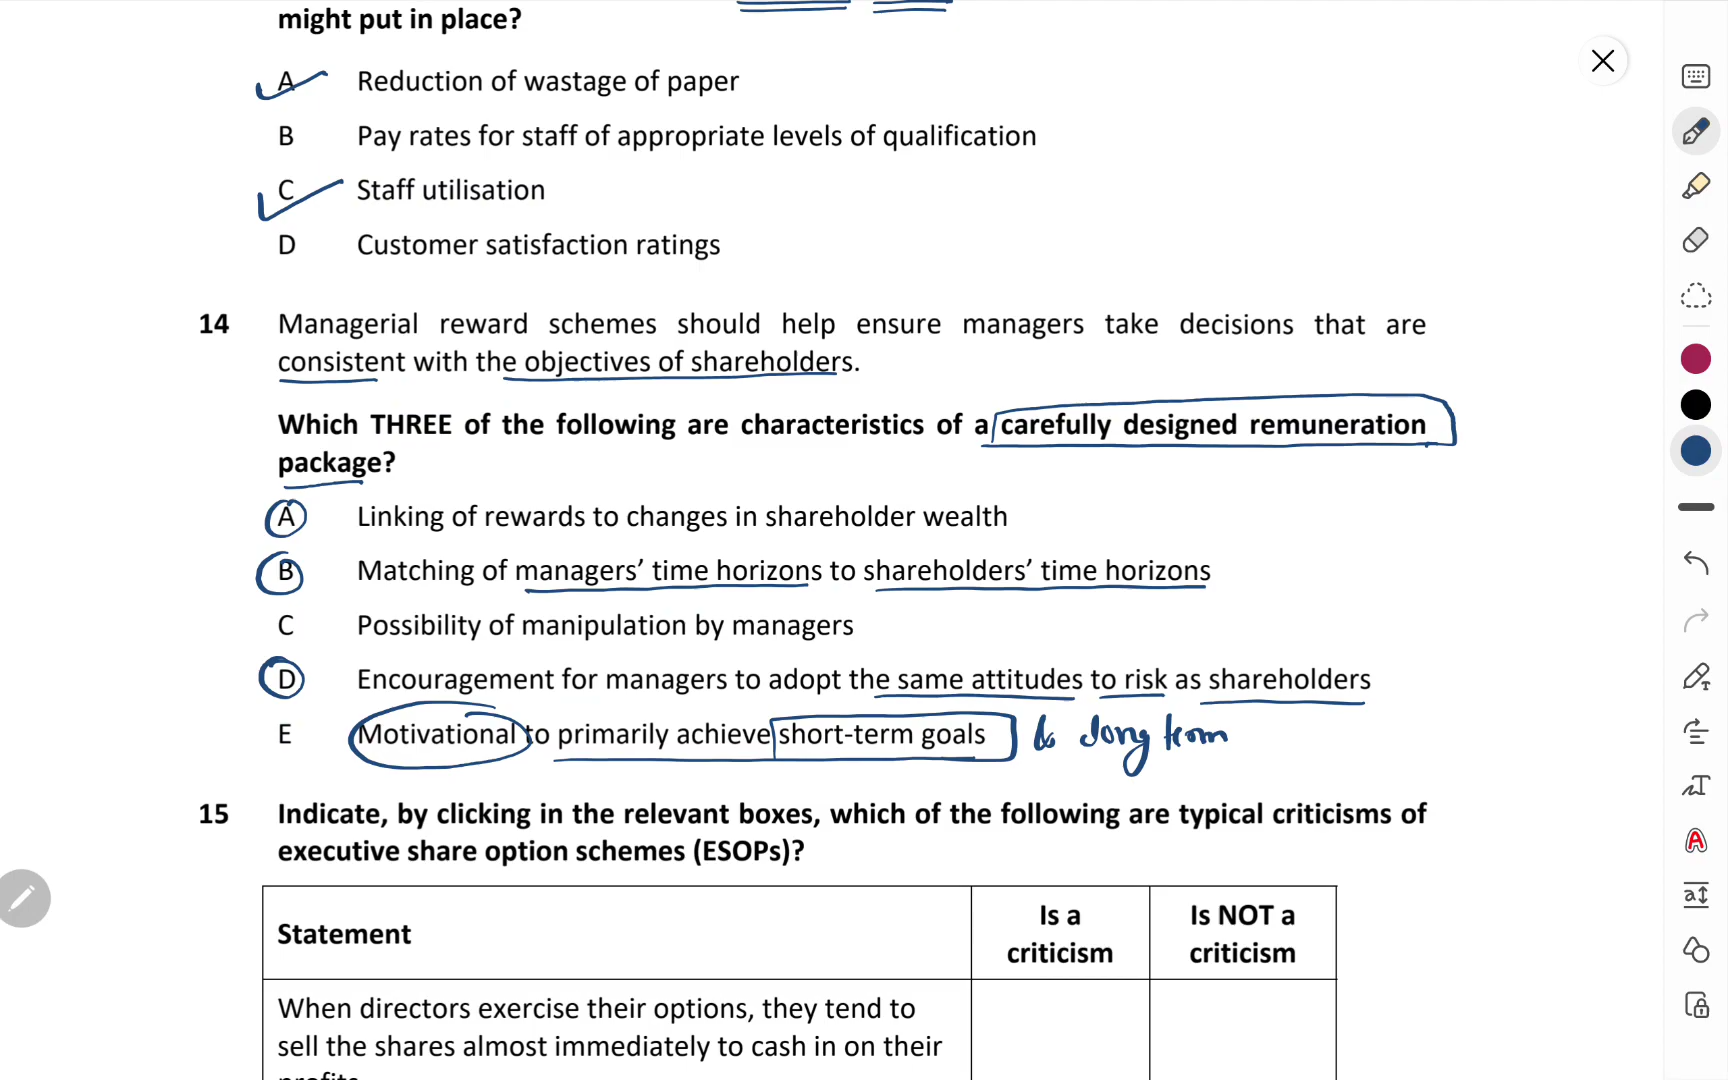 might put in place?
A Reduction of wastage of paper
B Pay rates for staff of appropriate levels of qualification
C Staff utilisation
D Customer satisfaction ratings
14 Managerial reward schemes should help ensure managers take decisions that are
consistent with the objectives of shareholders.
Which THREE of the following are characteristics of a carefully designed remuneration
package?
A Linking of rewards to changes in shareholder wealth
B Matching of managers’ time horizons to shareholders’ time horizons
C Possibility of manipulation by managers
D Encouragement for managers to adopt the same attitudes to risk as shareholders
E Motivational to primarily achieve short-term goals & long term
15 Indicate, by clicking in the relevant boxes, which of the following are typical criticisms of
executive share option schemes (ESOPs)?
Statement
Is a
criticism
Is NOT a
criticism
When directors exercise their options, they tend to
sell the shares almost immediately to cash in on their
profits